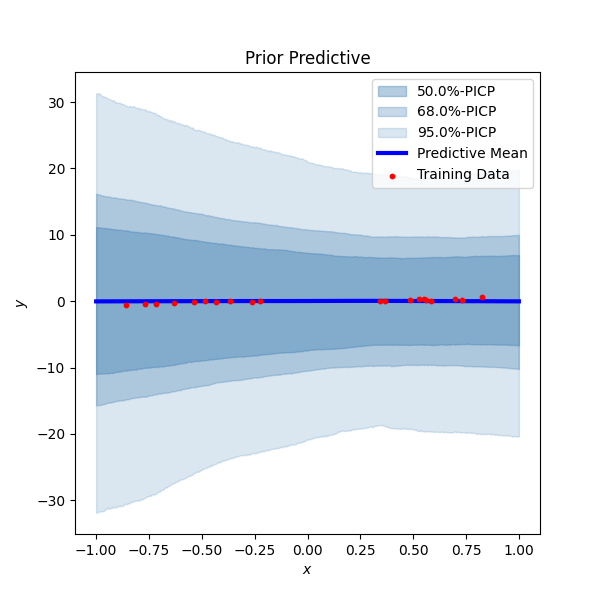 Prior Predictive
50.0%-PICP
68.0%-PICP
95.0%-PICP
Predictive Mean
Training Data
30
20
10
0
−10
−20
−30
y
−1.00 −0.75 −0.50 −0.25 0.00 0.25 0.50 0.75 1.00
x